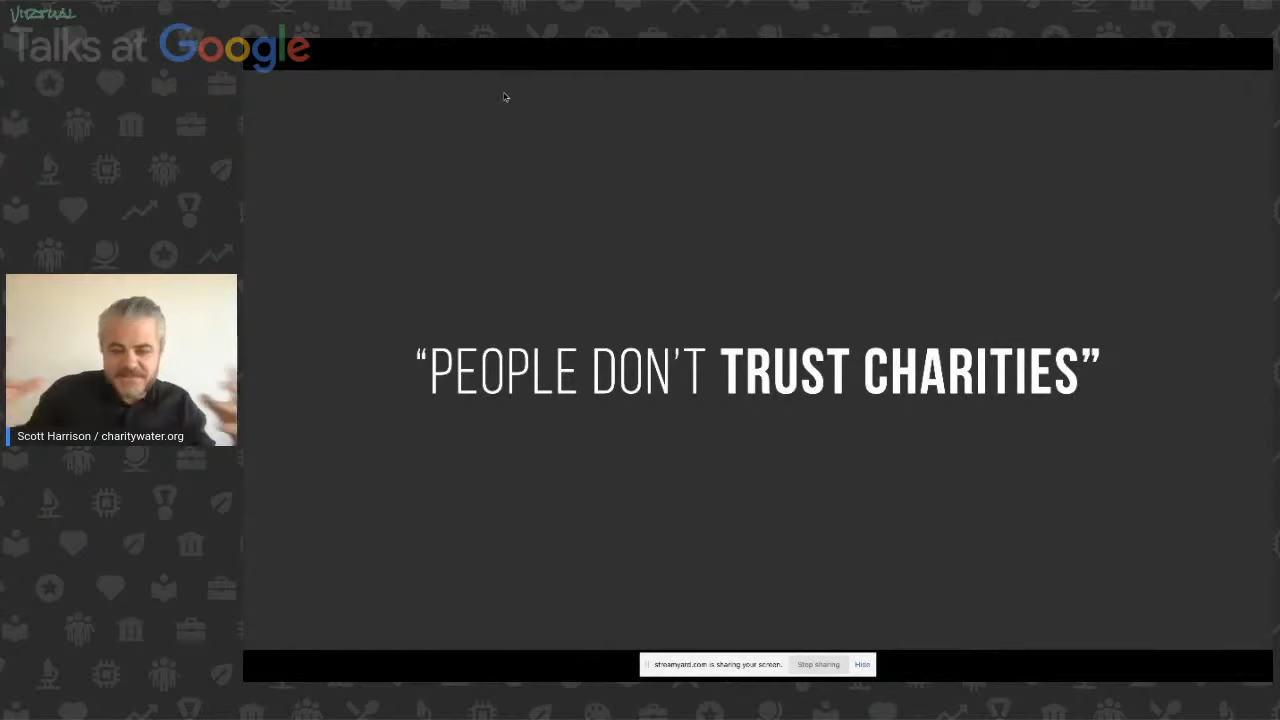 VIRTUAL
Talks at Google
“PEOPLE DON’T TRUST CHARITIES”
Scott Harrison / charitywater.org
streamyard.com is sharing your screen.
Stop sharing
Hide